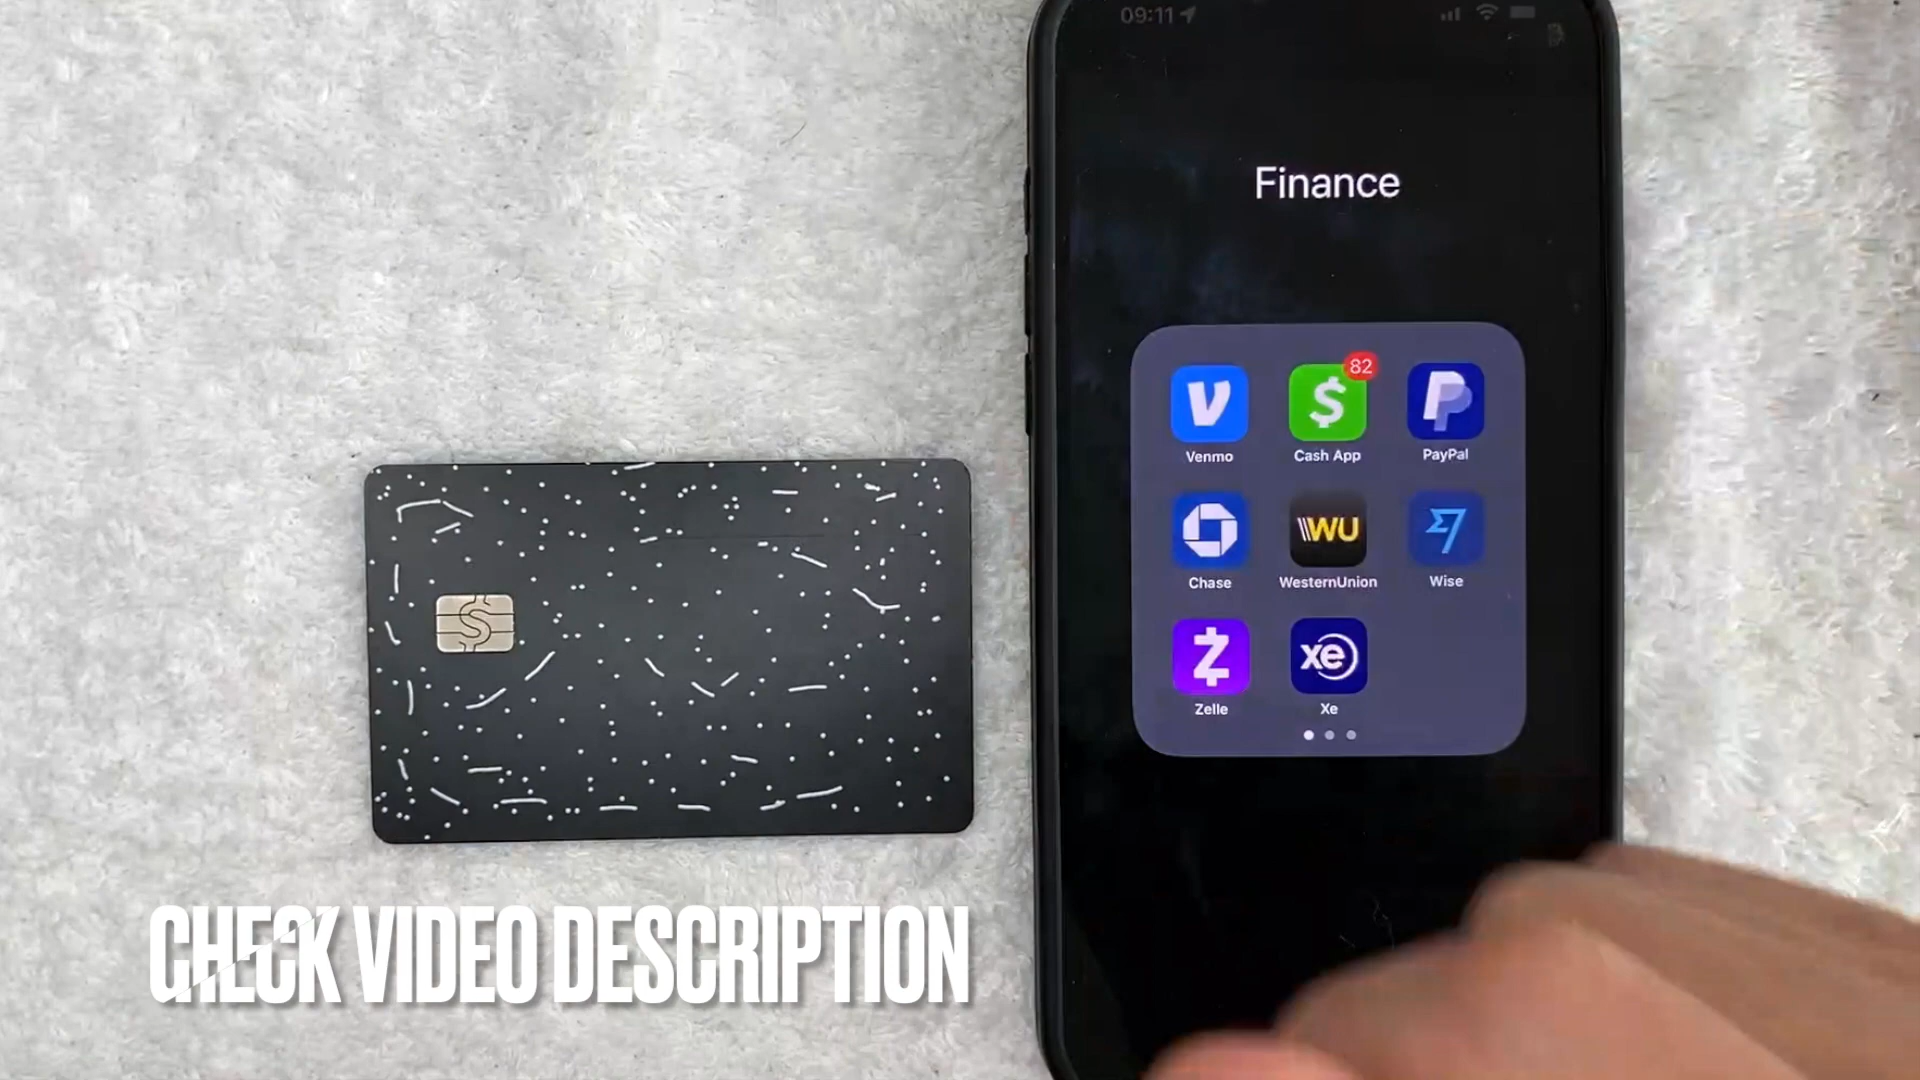 09:11
Finance
82
Venmo
Cash App
PayPal
WU
Chase
WesternUnion
Wise
xe
Zelle
Xe
CHECK VIDEO DESCRIPTION